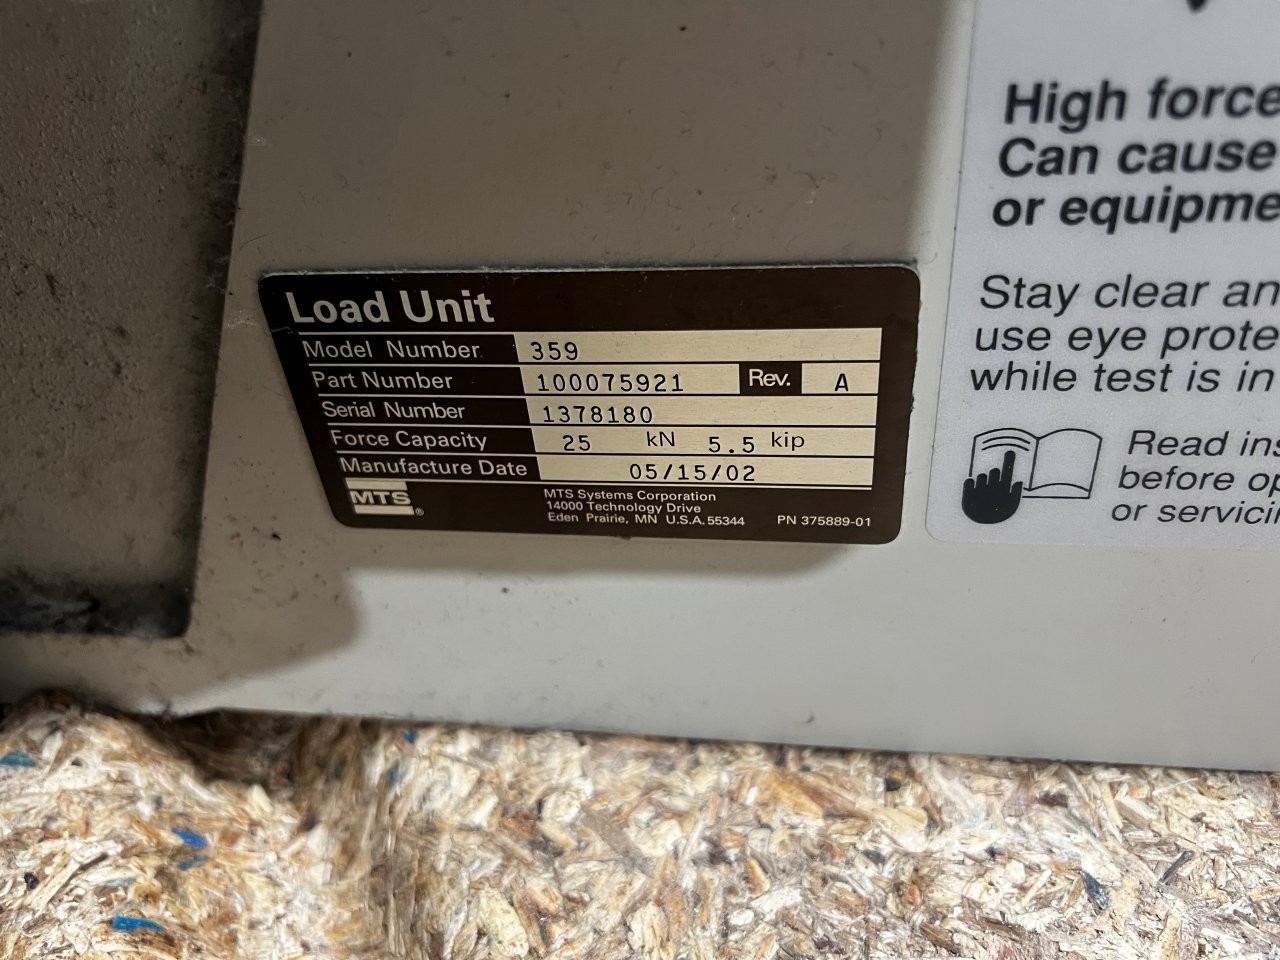 Load Unit
Model Number 359
Part Number 100075921 Rev. A
Serial Number 1378180
Force Capacity 25 kN 5.5 kip
Manufacture Date 05/15/02
MTS®
MTS Systems Corporation
14000 Technology Drive
Eden Prairie, MN U.S.A. 55344 PN 375889-01
High force
Can cause
or equipme
Stay clear an
use eye prote
while test is in
Read ins
before op
or servicin